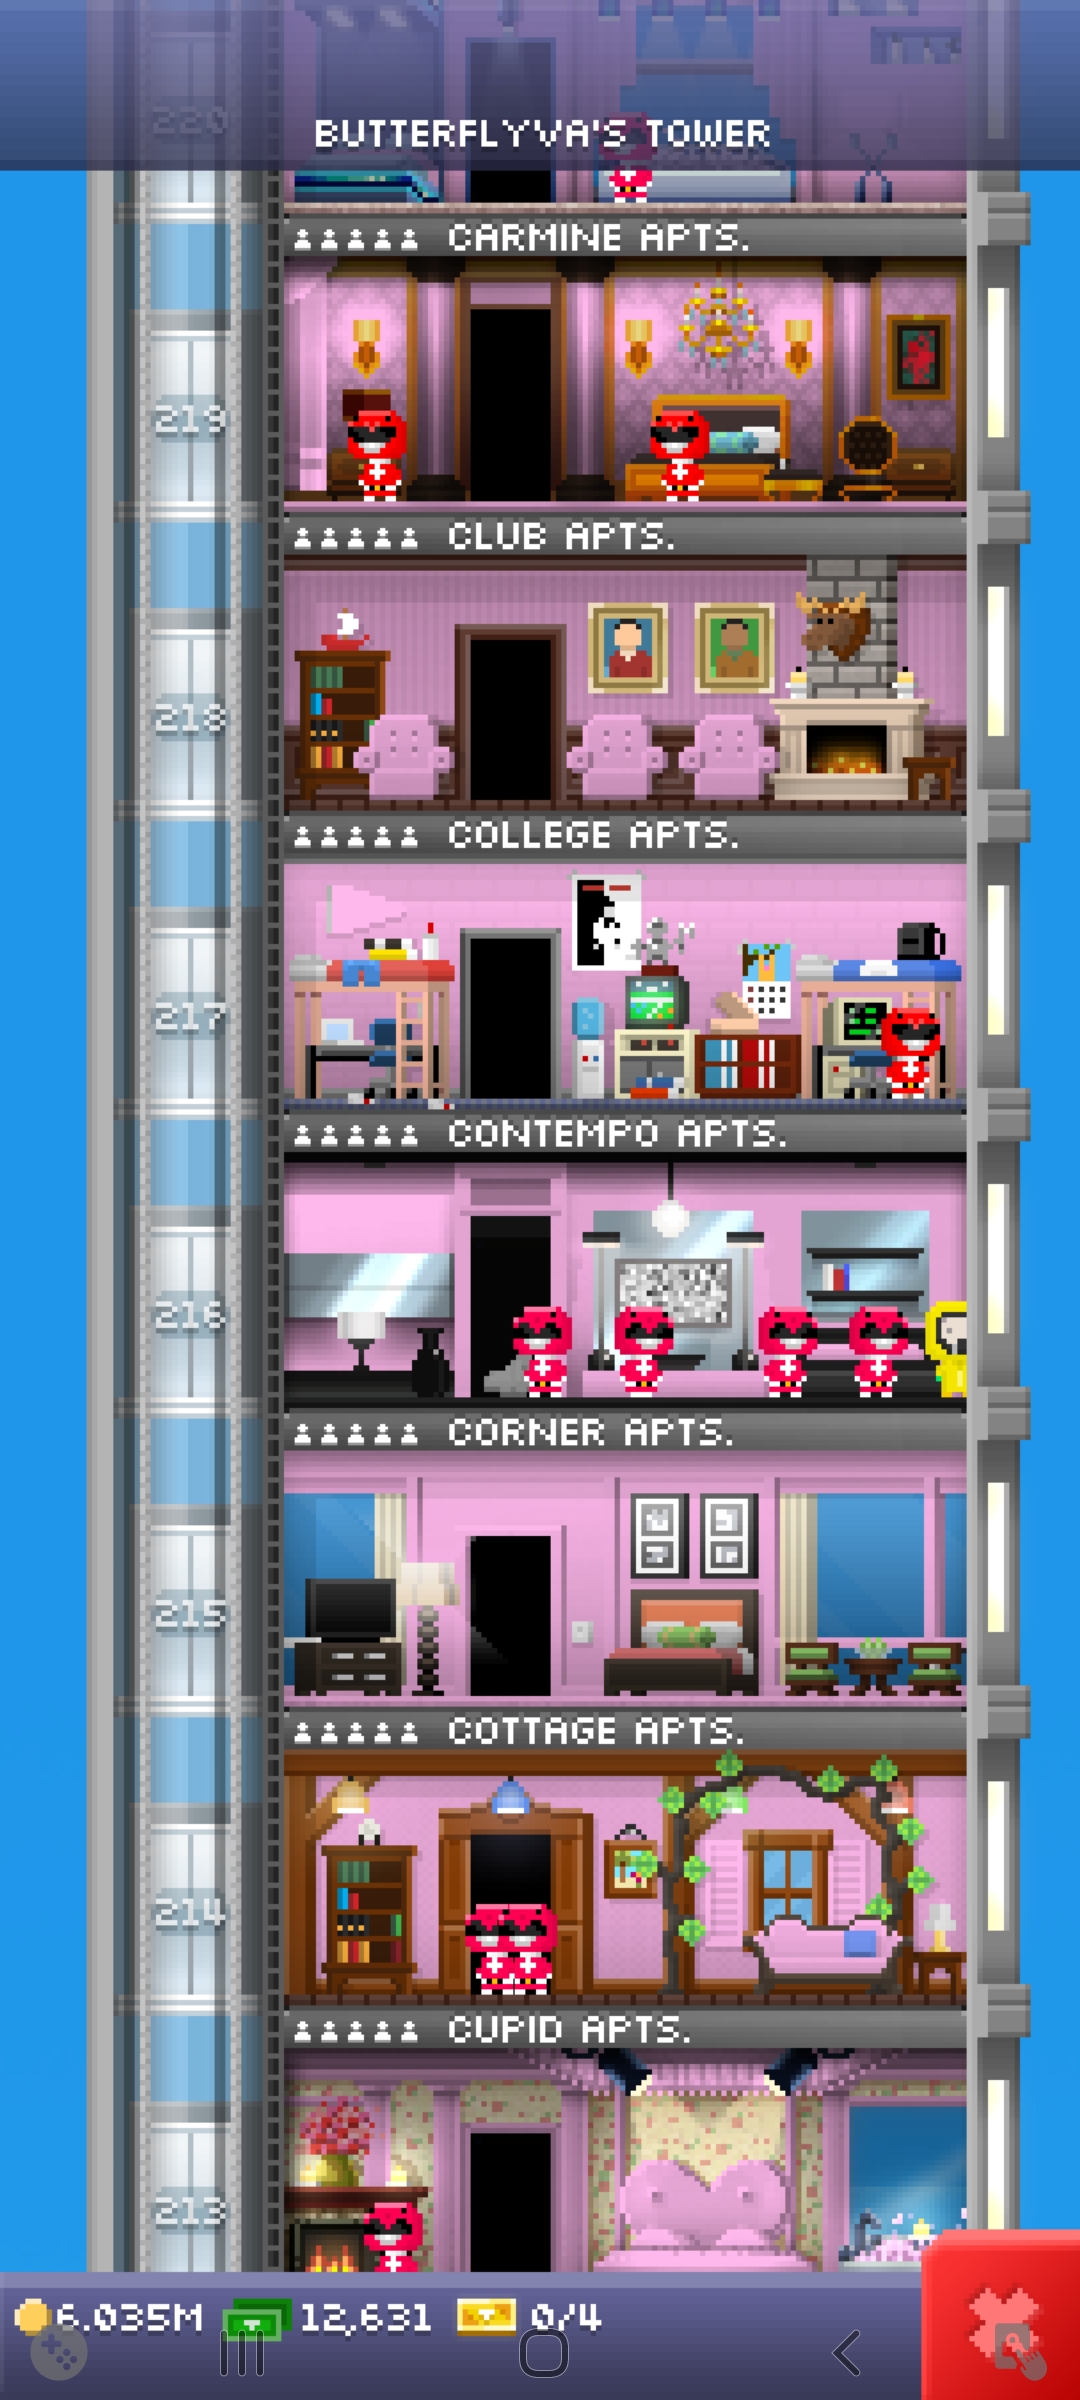 220
BUTTERFLYVA'S TOWER
CARMINE APTS.
219
CLUB APTS.
218
COLLEGE APTS.
217
CONTEMPO APTS.
216
CORNER APTS.
215
COTTAGE APTS.
214
CUPID APTS.
213
6.035M 12,631 0/4